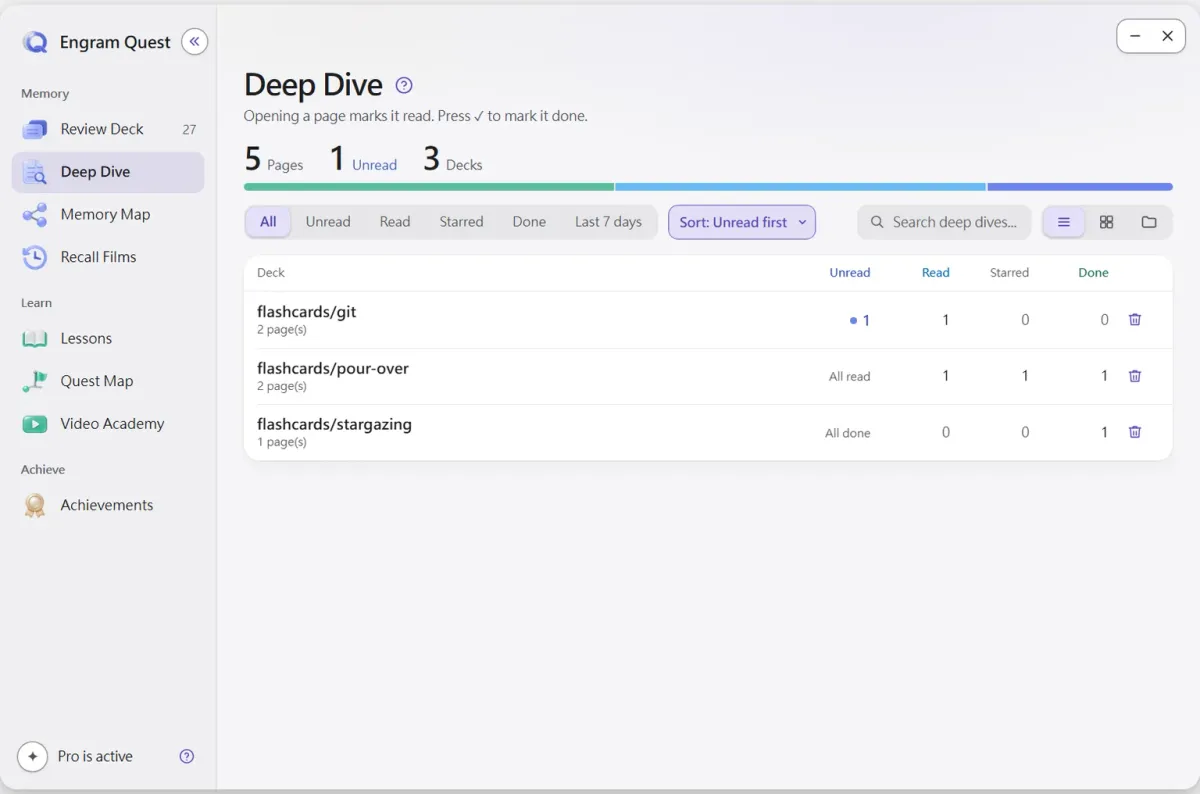 Engram Quest
Memory
Review Deck 27
Deep Dive
Memory Map
Recall Films
Learn
Lessons
Quest Map
Video Academy
Achieve
Achievements
Pro is active
Deep Dive
Opening a page marks it read. Press ✓ to mark it done.
5 Pages 1 Unread 3 Decks
All Unread Read Starred Done Last 7 days Sort: Unread first Search deep dives...
Deck Unread Read Starred Done
flashcards/git
2 page(s)
1 1 0 0
flashcards/pour-over
2 page(s)
All read 1 1 1
flashcards/stargazing
1 page(s)
All done 0 0 1